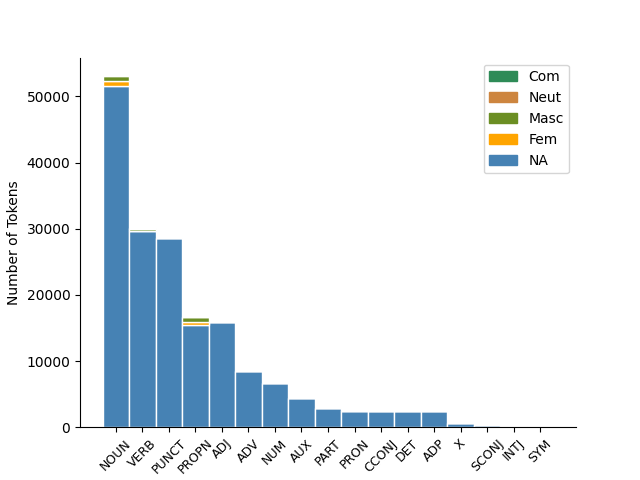 Com
Neut
Masc
Fem
NA
Number of Tokens
50000
40000
30000
20000
10000
0
NOUN
VERB
PUNCT
PROPN
ADJ
ADV
NUM
AUX
PART
PRON
CCONJ
DET
ADP
X
SCONJ
INTJ
SYM